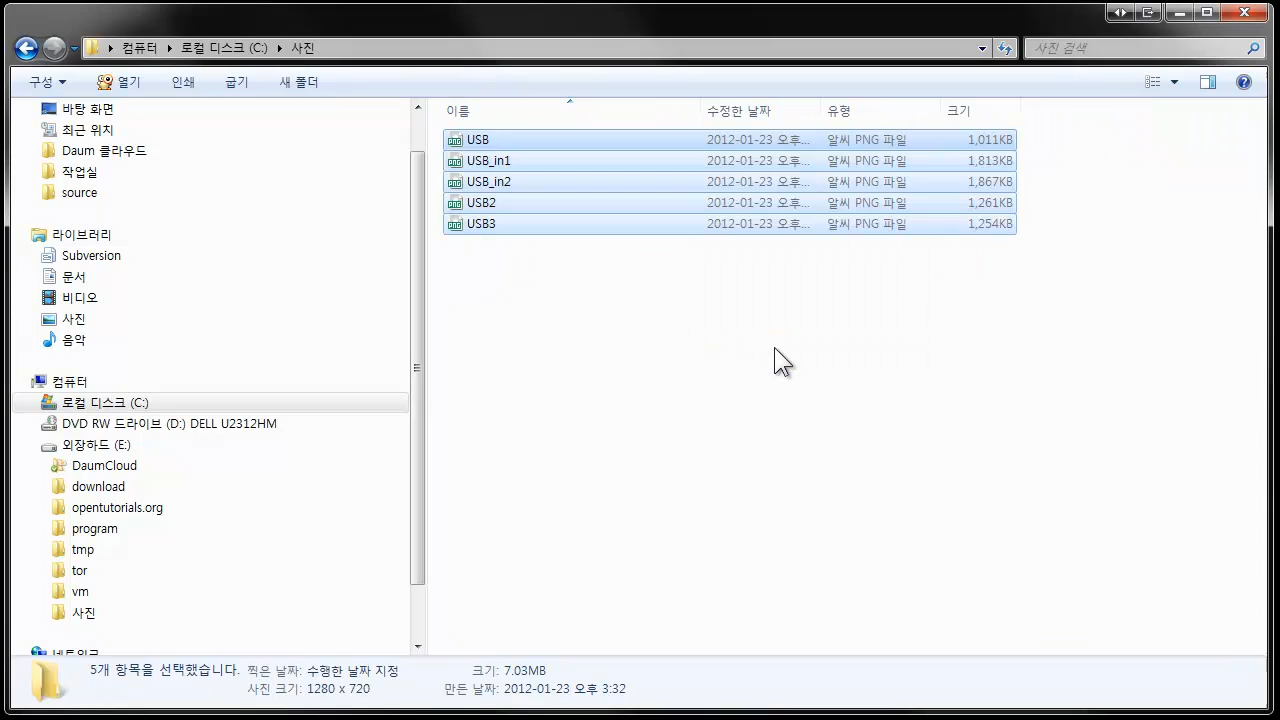 컴퓨터 로컬 디스크 (C:) 사진
사진 검색
구성 열기 인쇄 굽기 새 폴더
바탕 화면
최근 위치
Daum 클라우드
작업실
source
라이브러리
Subversion
문서
비디오
사진
음악
컴퓨터
로컬 디스크 (C:)
DVD RW 드라이브 (D:) DELL U2312HM
외장하드 (E:)
DaumCloud
download
opentutorials.org
program
tmp
tor
vm
사진
네트워크
이름 수정한 날짜 유형 크기
USB 2012-01-23 오후... 알씨 PNG 파일 1,011KB
USB_in1 2012-01-23 오후... 알씨 PNG 파일 1,813KB
USB_in2 2012-01-23 오후... 알씨 PNG 파일 1,867KB
USB2 2012-01-23 오후... 알씨 PNG 파일 1,261KB
USB3 2012-01-23 오후... 알씨 PNG 파일 1,254KB
5개 항목을 선택했습니다. 찍은 날짜: 수행한 날짜 지정 크기: 7.03MB
사진 크기: 1280 x 720 만든 날짜: 2012-01-23 오후 3:32